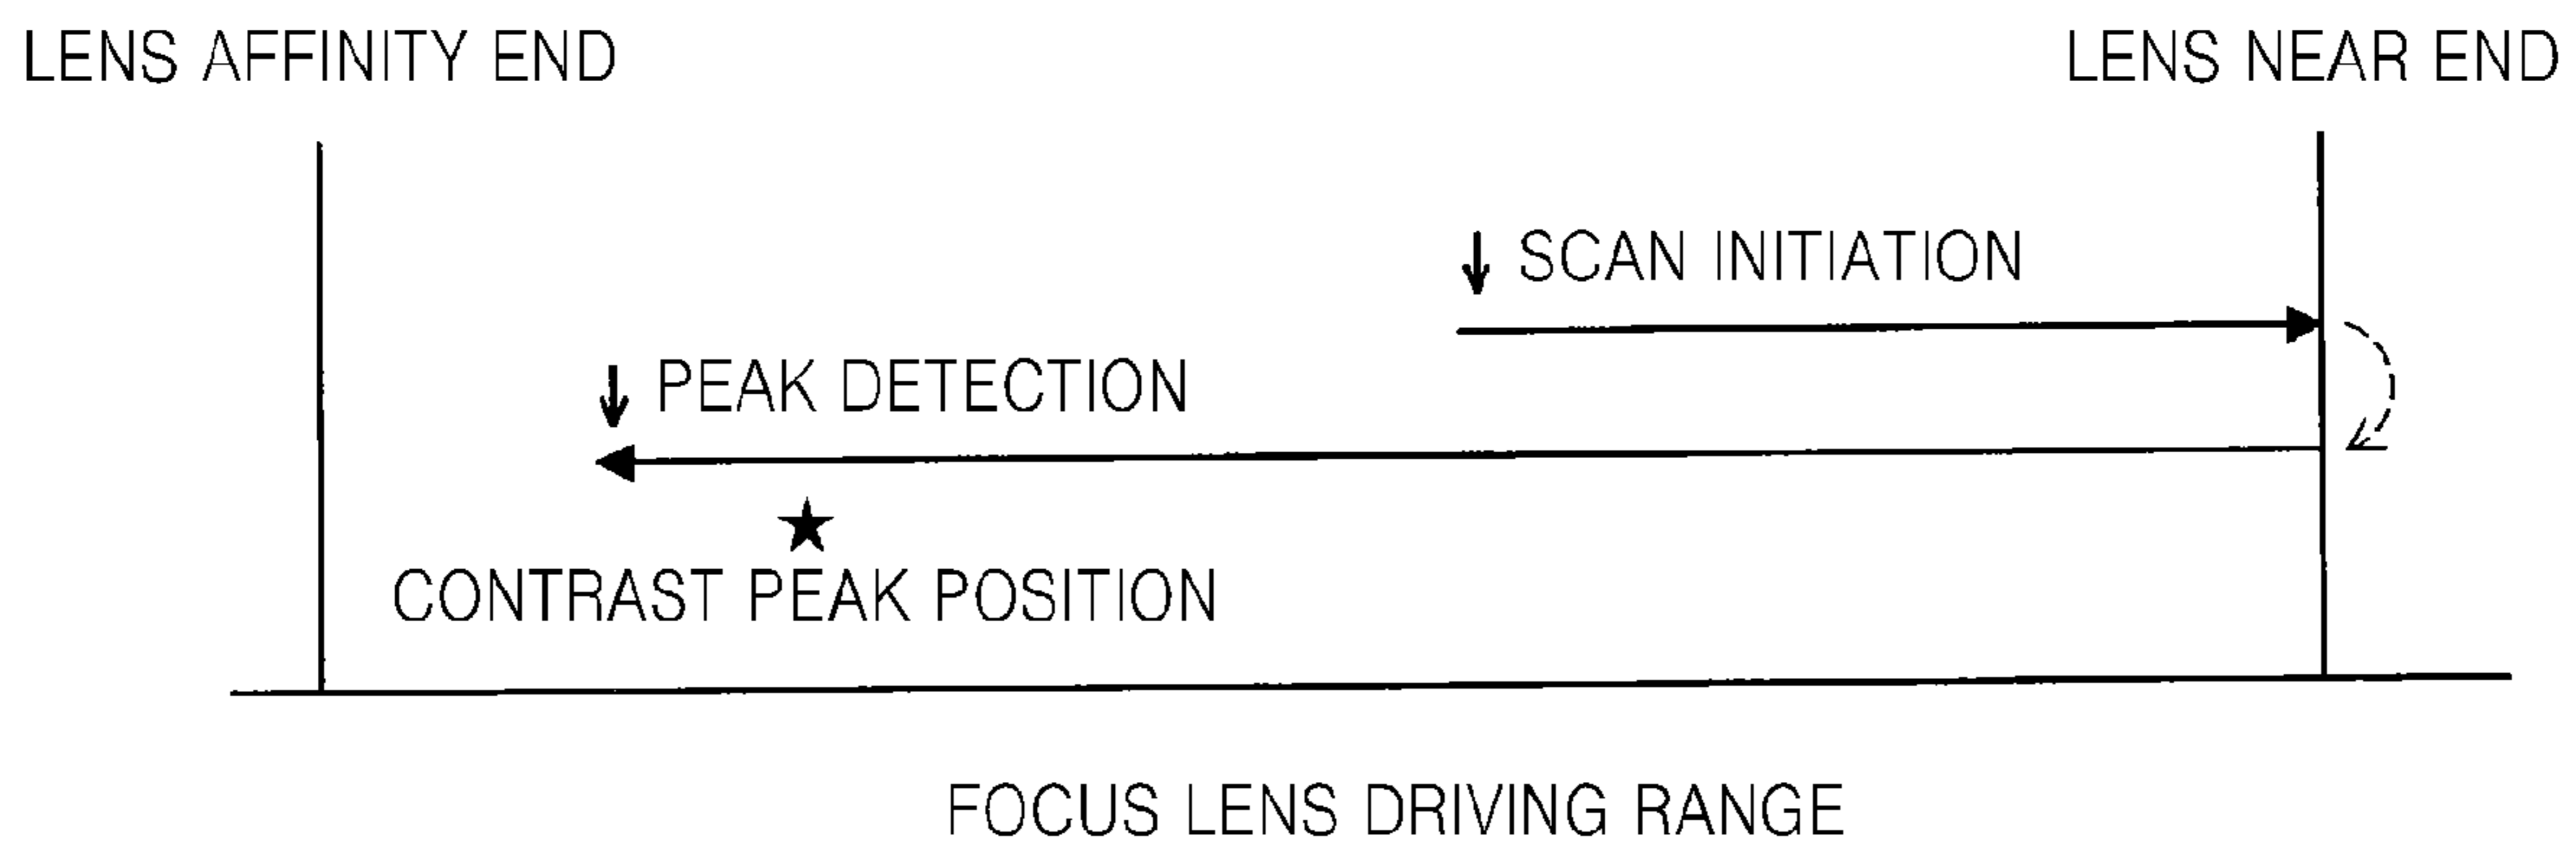 LENS AFFINITY END
LENS NEAR END
↓ SCAN INITIATION
↓ PEAK DETECTION
★
CONTRAST PEAK POSITION
FOCUS LENS DRIVING RANGE